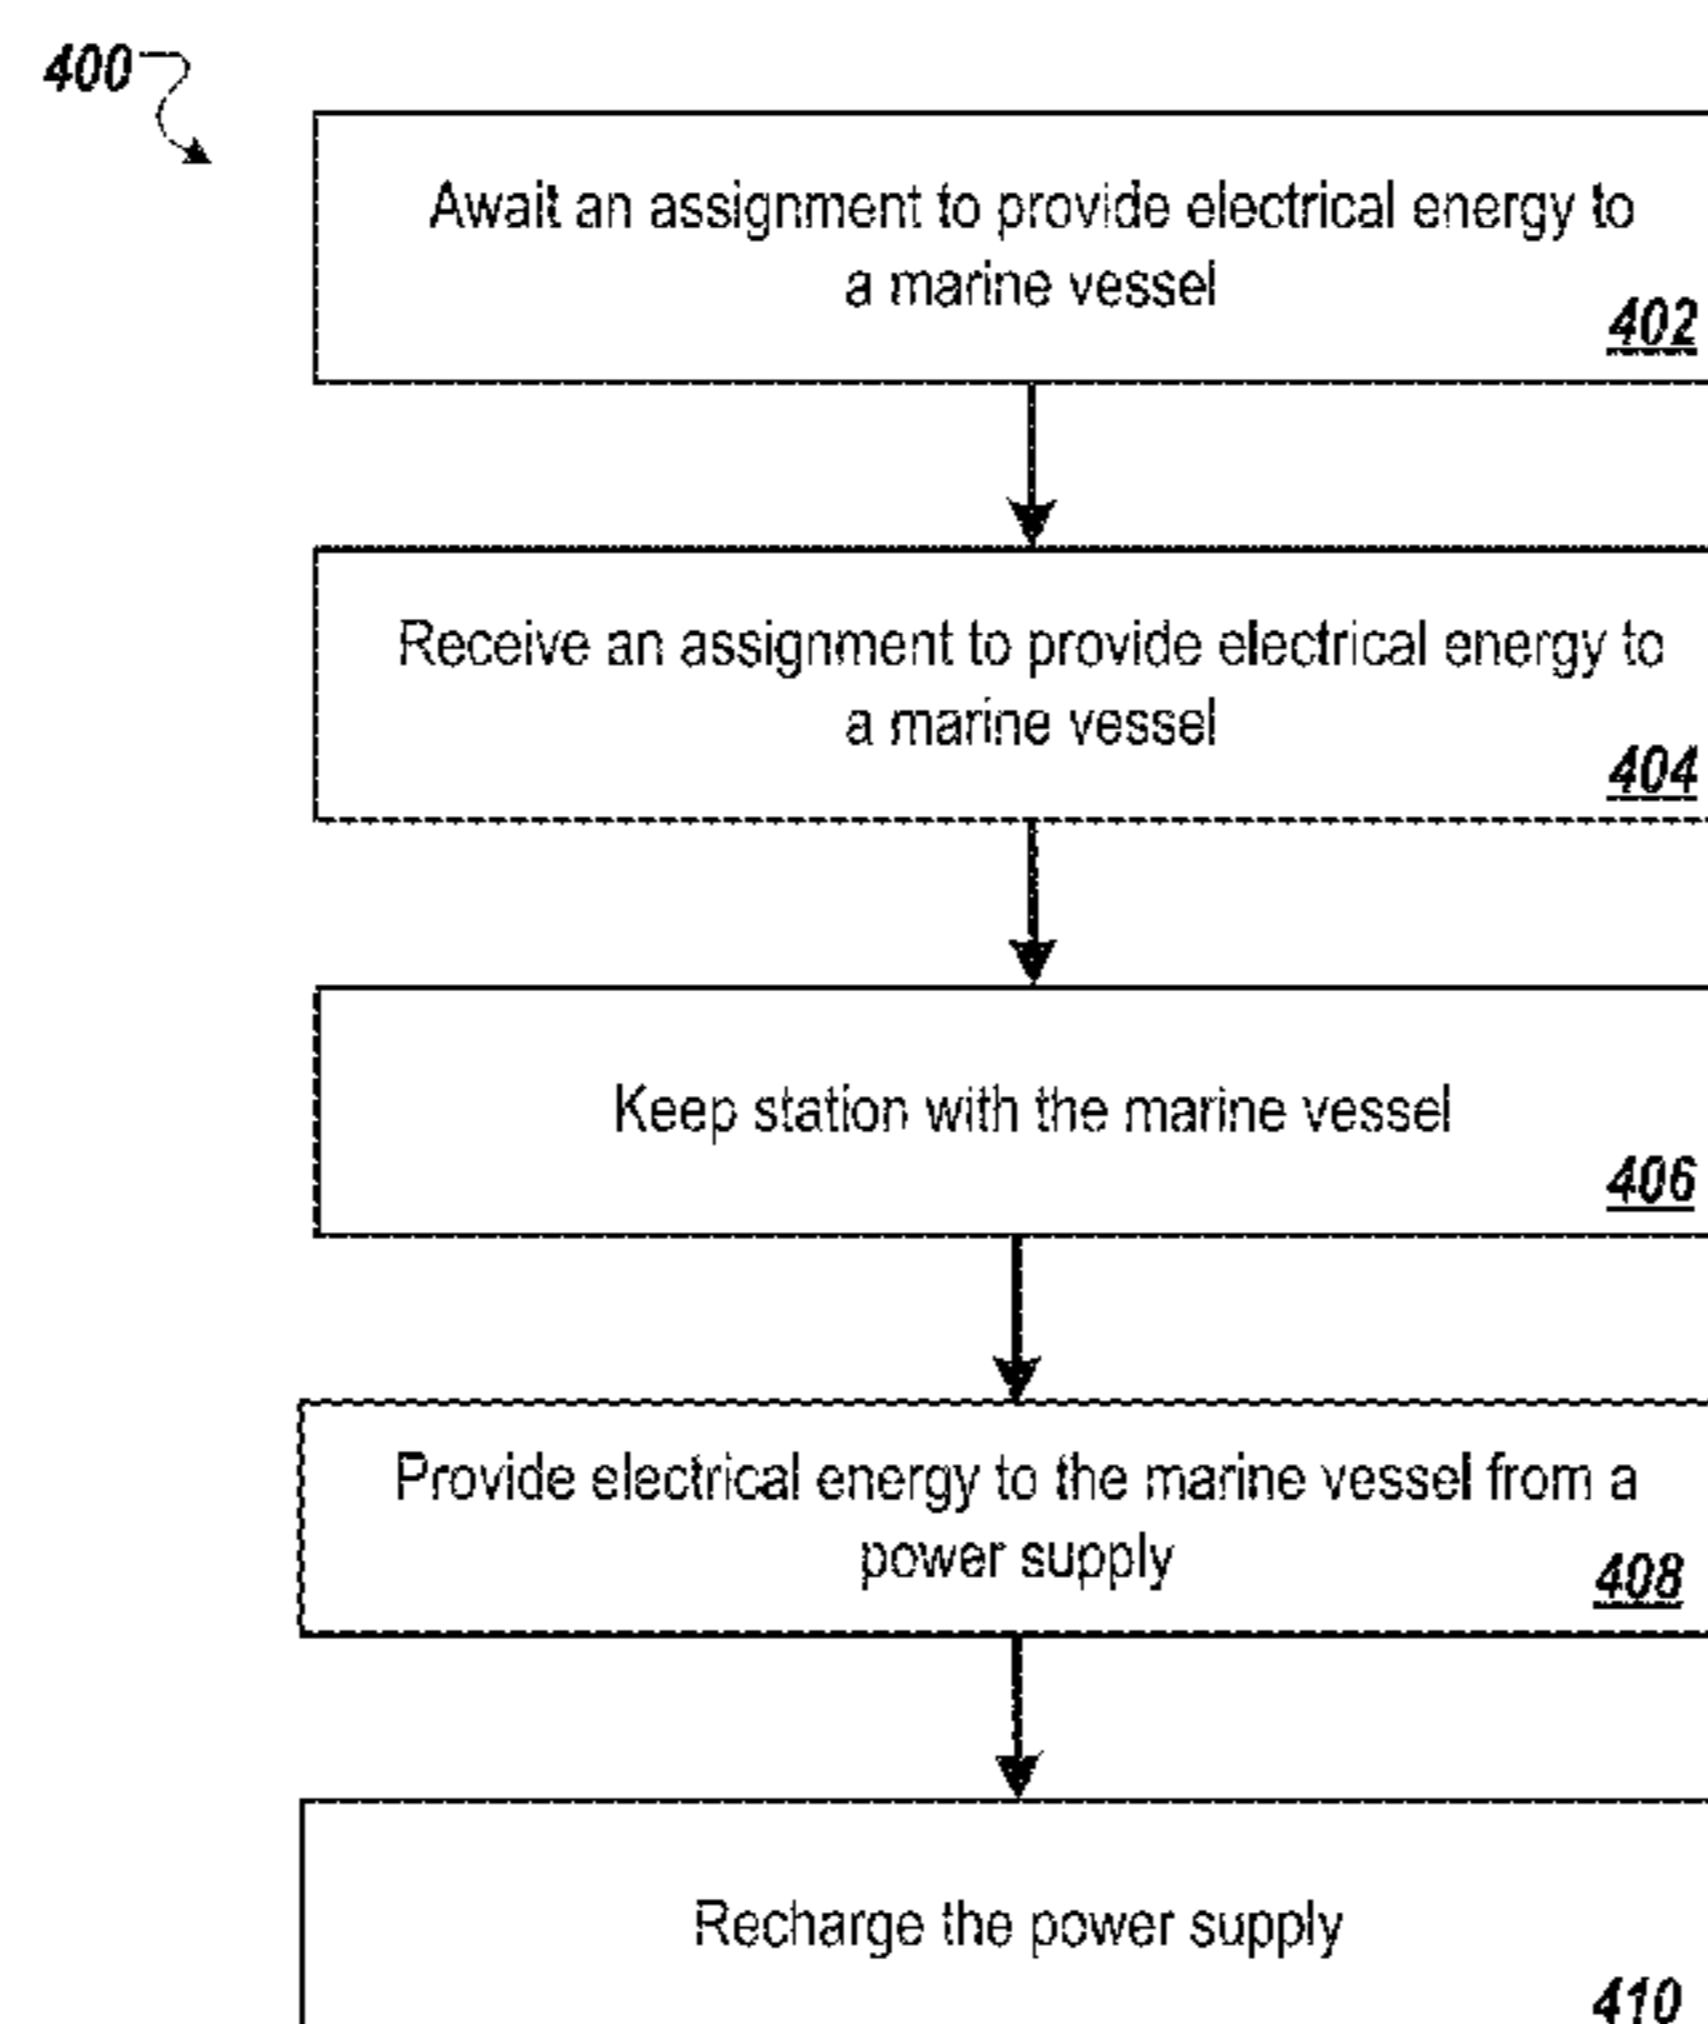 400
Await an assignment to provide electrical energy to
a marine vessel
402
Receive an assignment to provide electrical energy to
a marine vessel
404
Keep station with the marine vessel
406
Provide electrical energy to the marine vessel from a
power supply
408
Recharge the power supply
410